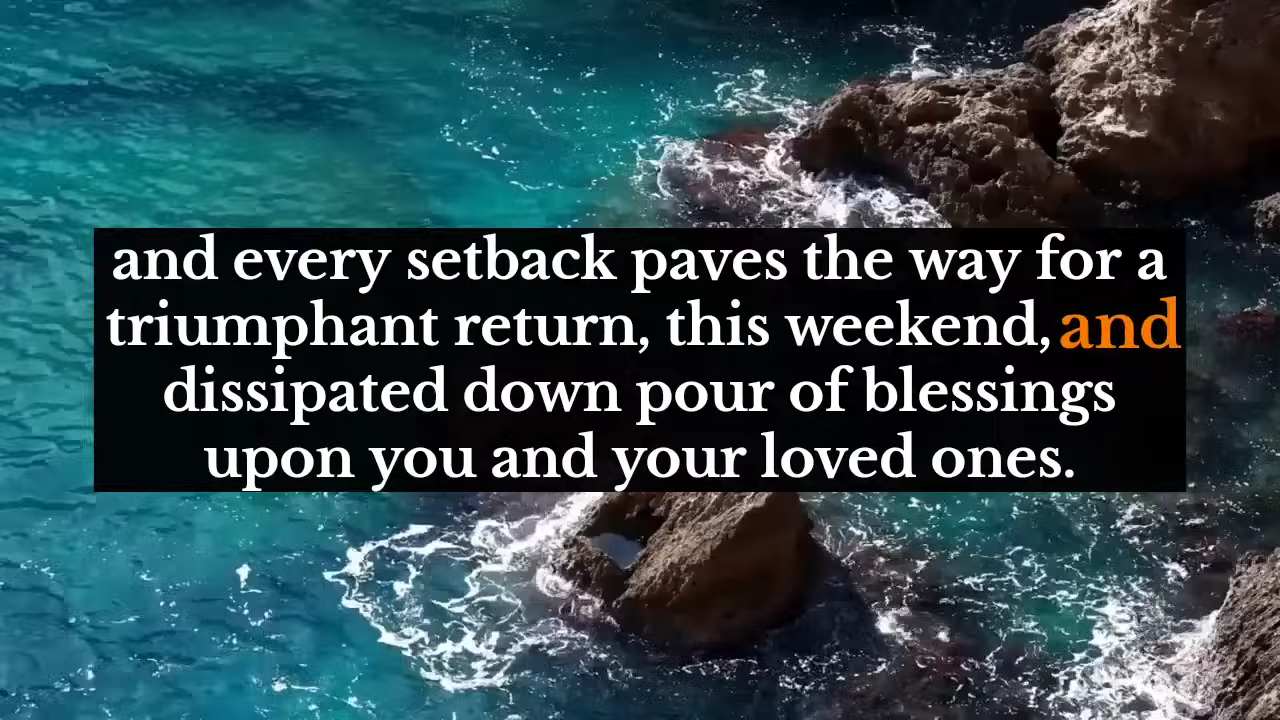 and every setback paves the way for a
triumphant return, this weekend, and
dissipated down pour of blessings
upon you and your loved ones.